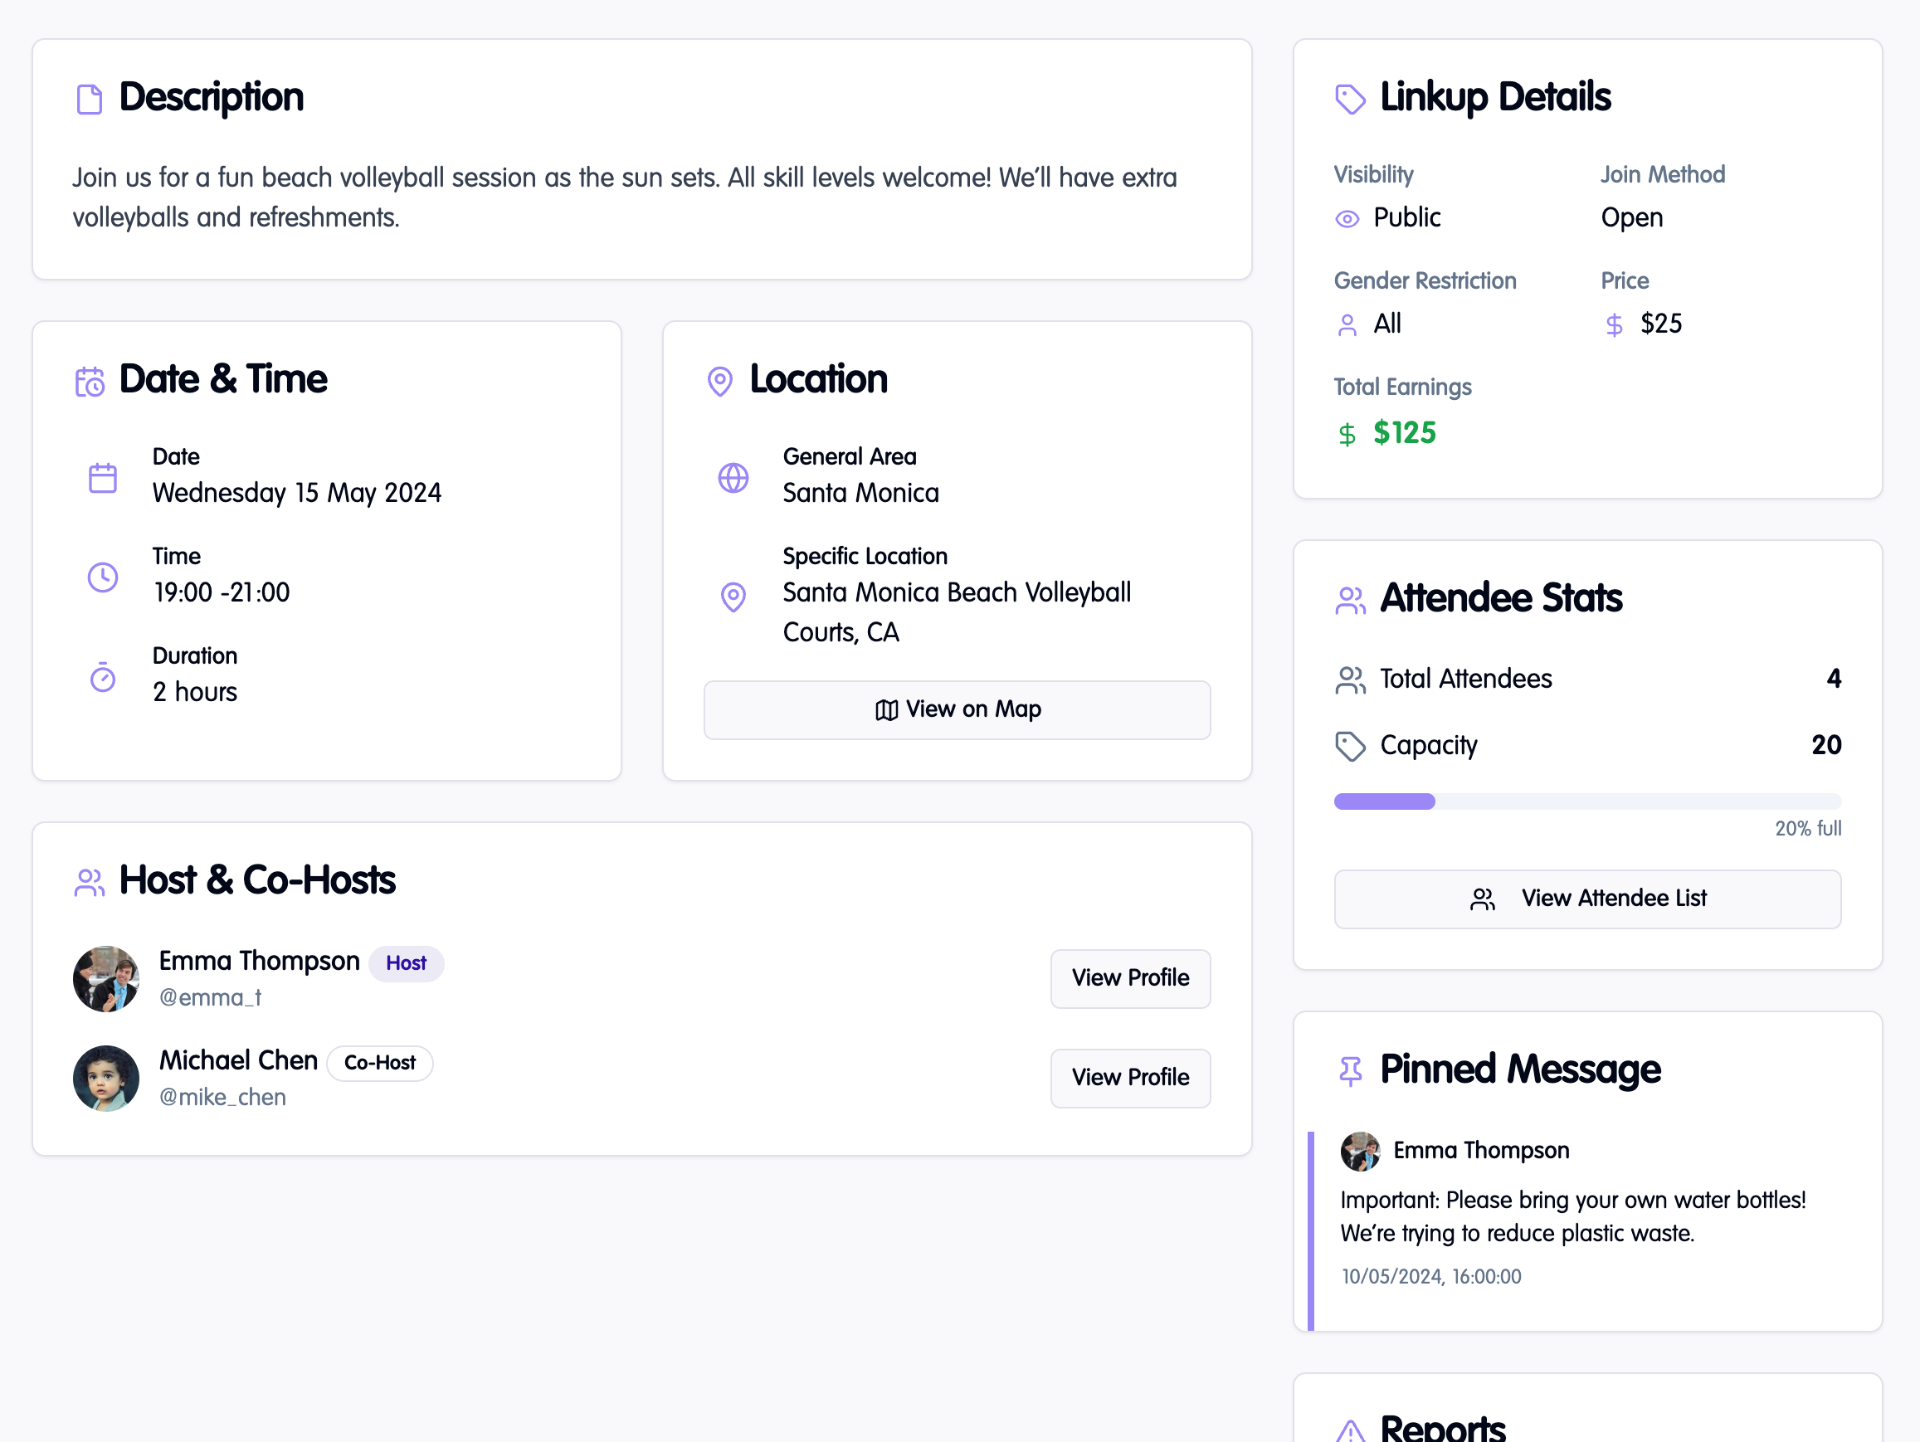 Description
Join us for a fun beach volleyball session as the sun sets. All skill levels welcome! We’ll have extra
volleyballs and refreshments.
Date & Time
Date
Wednesday 15 May 2024
Time
19:00 -21:00
Duration
2 hours
Location
General Area
Santa Monica
Specific Location
Santa Monica Beach Volleyball
Courts, CA
View on Map
Host & Co-Hosts
Emma Thompson Host
@emma_t
View Profile
Michael Chen Co-Host
@mike_chen
View Profile
Linkup Details
Visibility
Public
Join Method
Open
Gender Restriction
All
Price
$25
Total Earnings
$125
Attendee Stats
Total Attendees 4
Capacity 20
20% full
View Attendee List
Pinned Message
Emma Thompson
Important: Please bring your own water bottles!
We’re trying to reduce plastic waste.
10/05/2024, 16:00:00
Reports